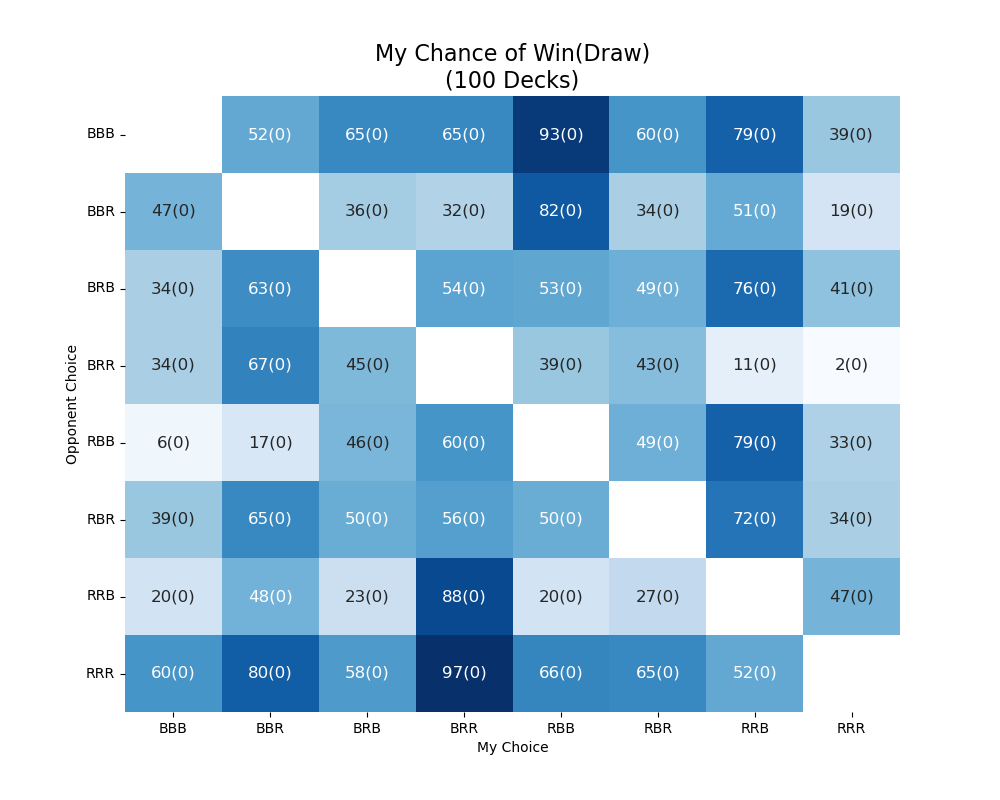 My Chance of Win(Draw)
(100 Decks)
BBB 52(0) 65(0) 65(0) 93(0) 60(0) 79(0) 39(0)
BBR 47(0) 36(0) 32(0) 82(0) 34(0) 51(0) 19(0)
BRB 34(0) 63(0) 54(0) 53(0) 49(0) 76(0) 41(0)
BRR 34(0) 67(0) 45(0) 39(0) 43(0) 11(0) 2(0)
RBB 6(0) 17(0) 46(0) 60(0) 49(0) 79(0) 33(0)
RBR 39(0) 65(0) 50(0) 56(0) 50(0) 72(0) 34(0)
RRB 20(0) 48(0) 23(0) 88(0) 20(0) 27(0) 47(0)
RRR 60(0) 80(0) 58(0) 97(0) 66(0) 65(0) 52(0)
BBB BBR BRB BRR RBB RBR RRB RRR
My Choice
Opponent Choice